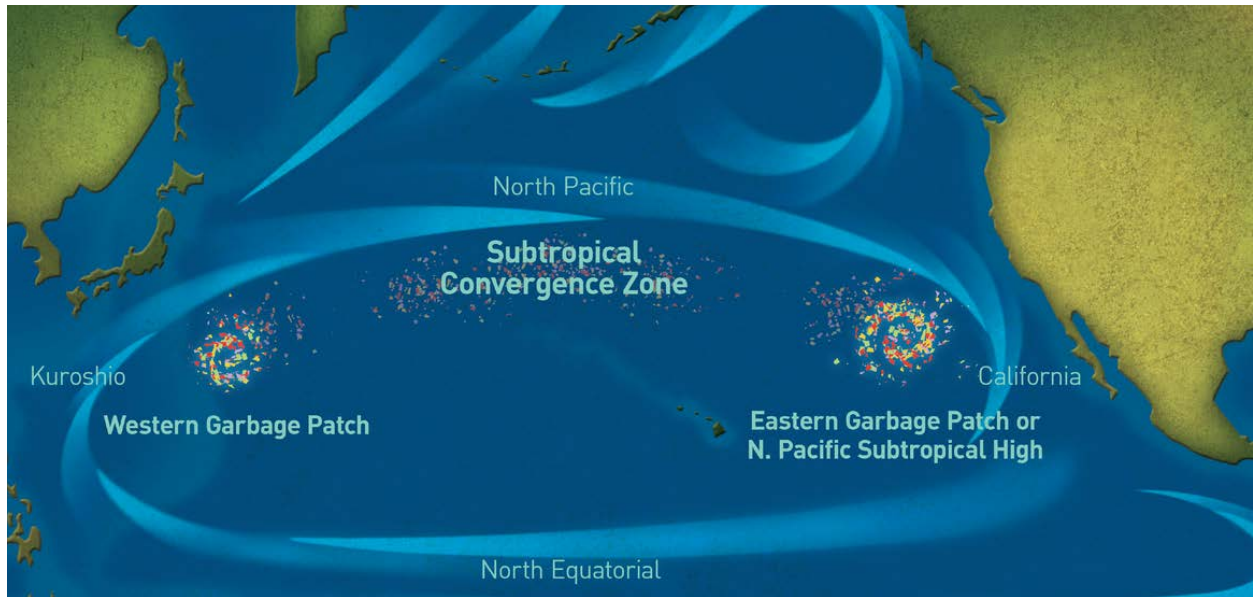 North Pacific
Subtropical
Convergence Zone
Kuroshio
California
Western Garbage Patch
Eastern Garbage Patch or
N. Pacific Subtropical High
North Equatorial